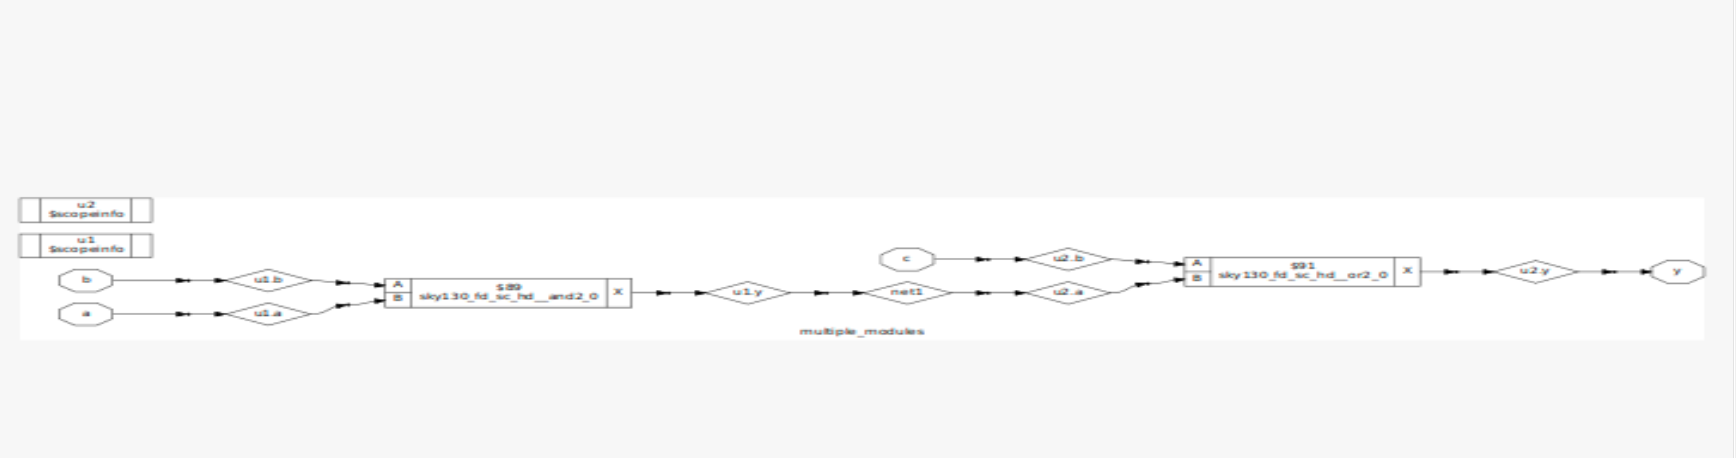 u2
$scopeinfo
u1
$scopeinfo
c
u2.b
A
B
$91
sky130_fd_sc_hd__or2_0
X
u2.y
y
b
u1.b
A
B
$89
sky130_fd_sc_hd__and2_0
X
u1.y
net1
u2.a
a
u1.a
multiple_modules